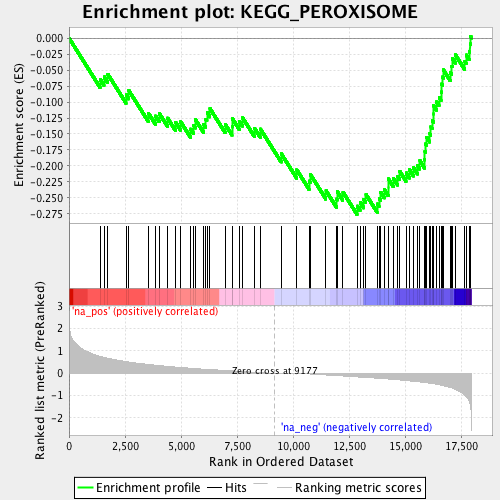 Enrichment plot: KEGG_PEROXISOME
Enrichment score (ES)
0.000
-0.025
-0.050
-0.075
-0.100
-0.125
-0.150
-0.175
-0.200
-0.225
-0.250
-0.275
Ranked list metric (PreRanked)
'na_pos' (positively correlated)
3
2
1
0
-1
-2
Zero cross at 9177
'na_neg' (negatively correlated)
0
2,500
5,000
7,500
10,000
12,500
15,000
17,500
Rank in Ordered Dataset
Enrichment profile
Hits
Ranking metric scores